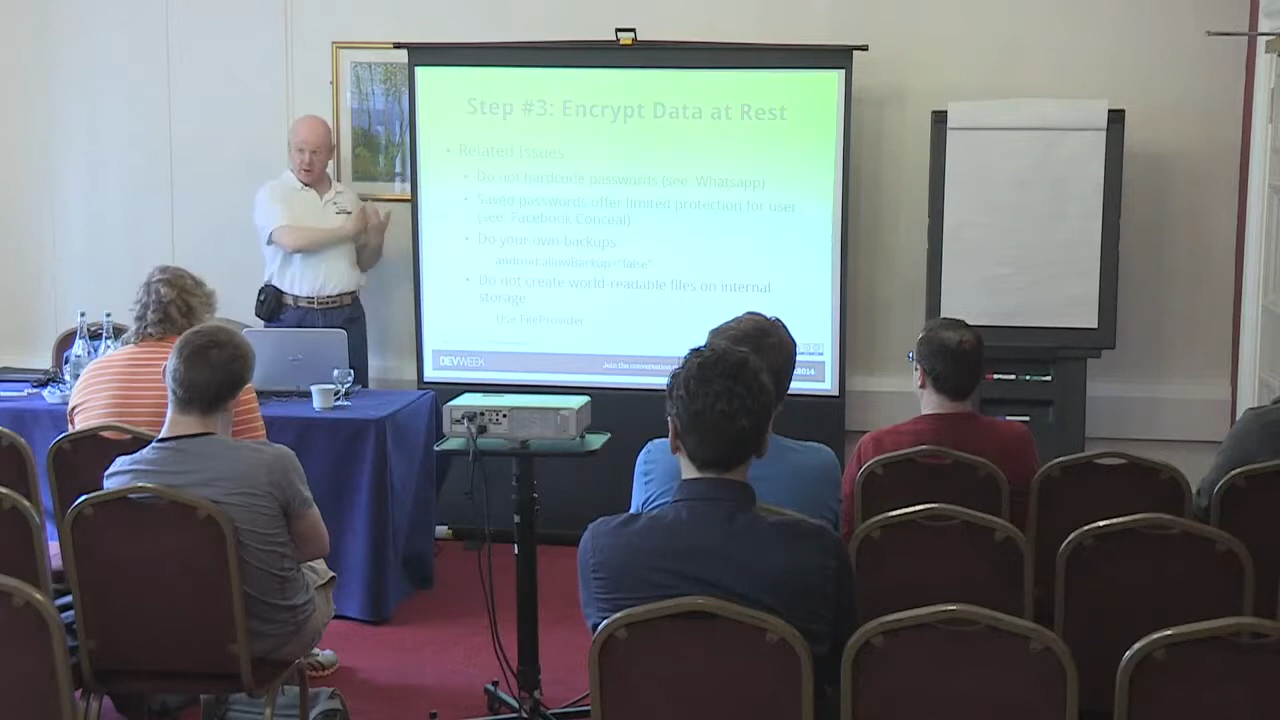 Step #3: Encrypt Data at Rest
• Related Issues
• Do not hardcode passwords (see: Whatsapp)
• Saved passwords offer limited protection for user
(see: Facebook Conceal)
• Do your own backups
android:allowBackup="false"
• Do not create world-readable files on internal
storage
Use FileProvider
DEVWEEK
Join the conversation
2014